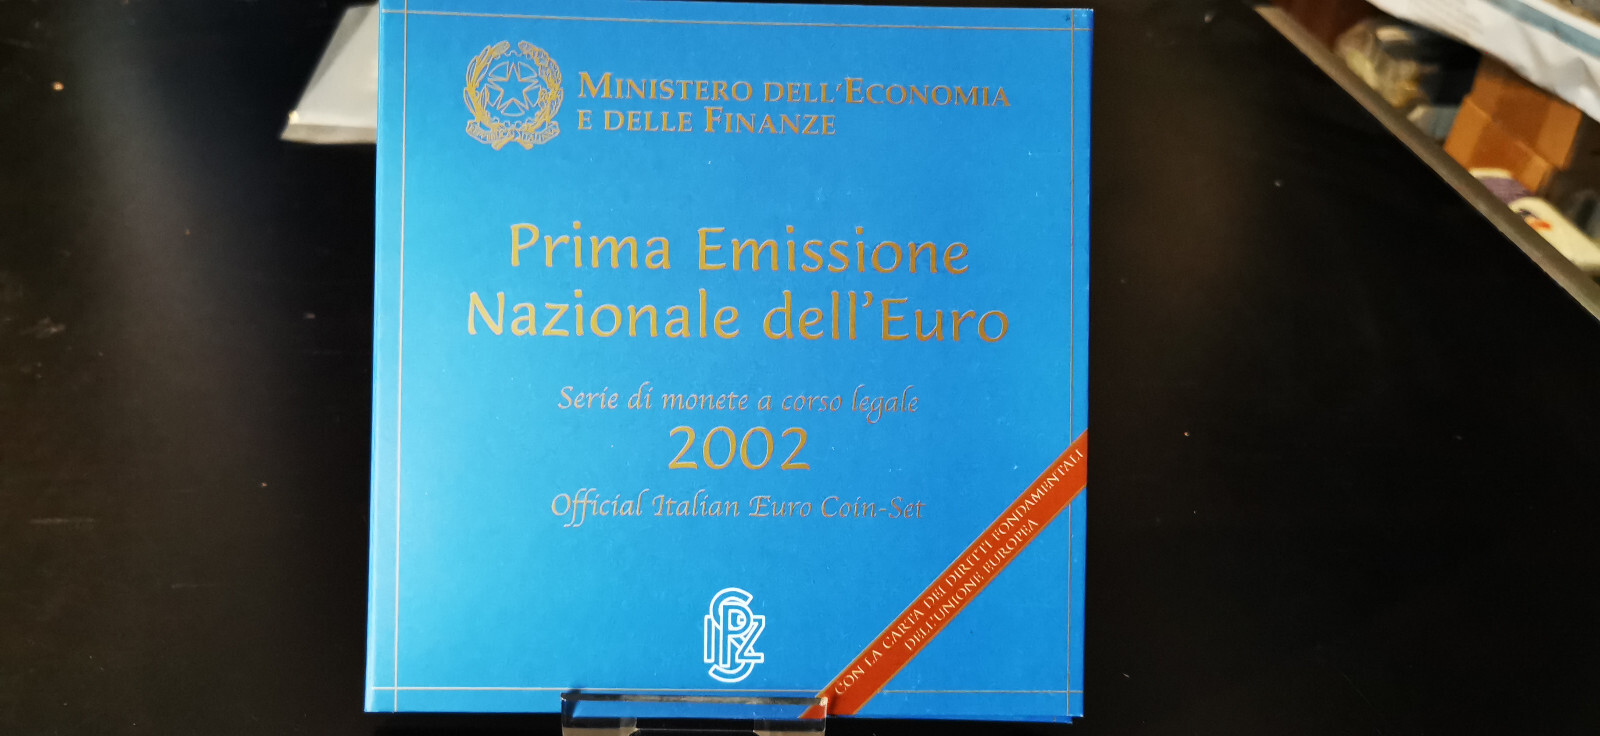 MINISTERO DELL'ECONOMIA
E DELLE FINANZE
Prima Emissione
Nazionale dell'Euro
Serie di monete a corso legale
2002
Official Italian Euro Coin-Set
CON LA CARTA DEI DIRITTI FONDAMENTALI
DELL'UNIONE EUROPEA
IPZS